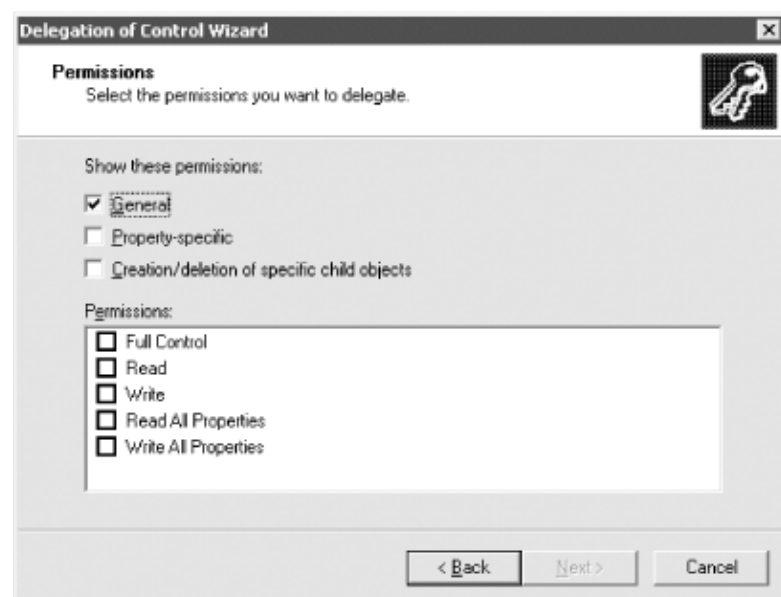 Delegation of Control Wizard
Permissions
Select the permissions you want to delegate.
Show these permissions:
General
Property-specific
Creation/deletion of specific child objects
Permissions:
Full Control
Read
Write
Read All Properties
Write All Properties
< Back Next > Cancel